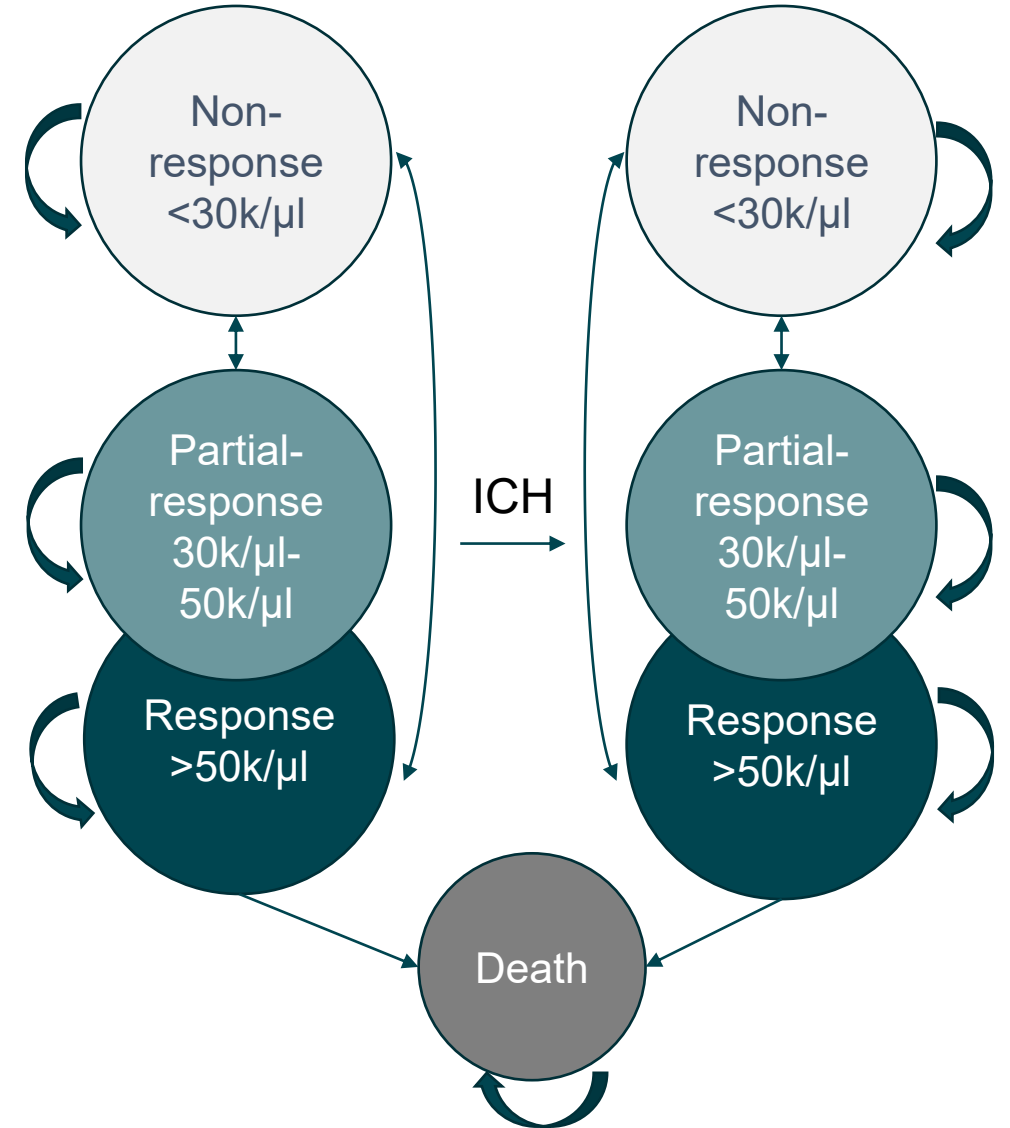 Non-
response
<30k/µl
Partial-
response
30k/µl-
50k/µl
Response
>50k/µl
ICH
Non-
response
<30k/µl
Partial-
response
30k/µl-
50k/µl
Response
>50k/µl
Death